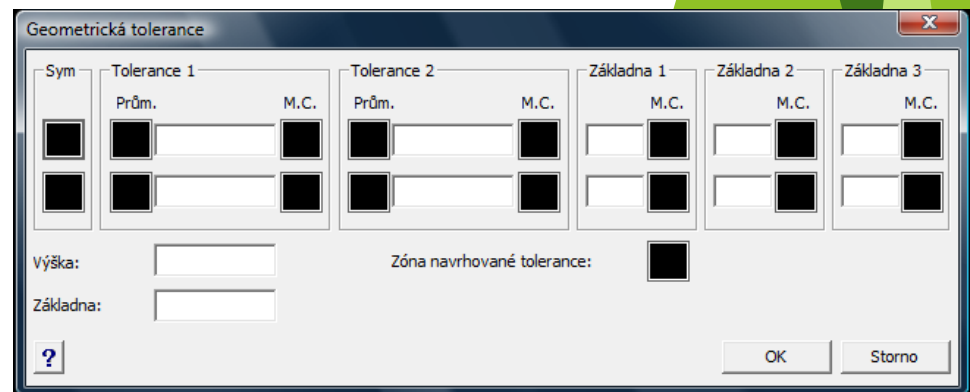 Geometrická tolerance
Sym Tolerance 1 Tolerance 2 Základna 1 Základna 2 Základna 3
Prům. M.C. Prům. M.C. M.C. M.C. M.C.
Výška: Zóna navrhované tolerance:
Základna:
? OK Storno